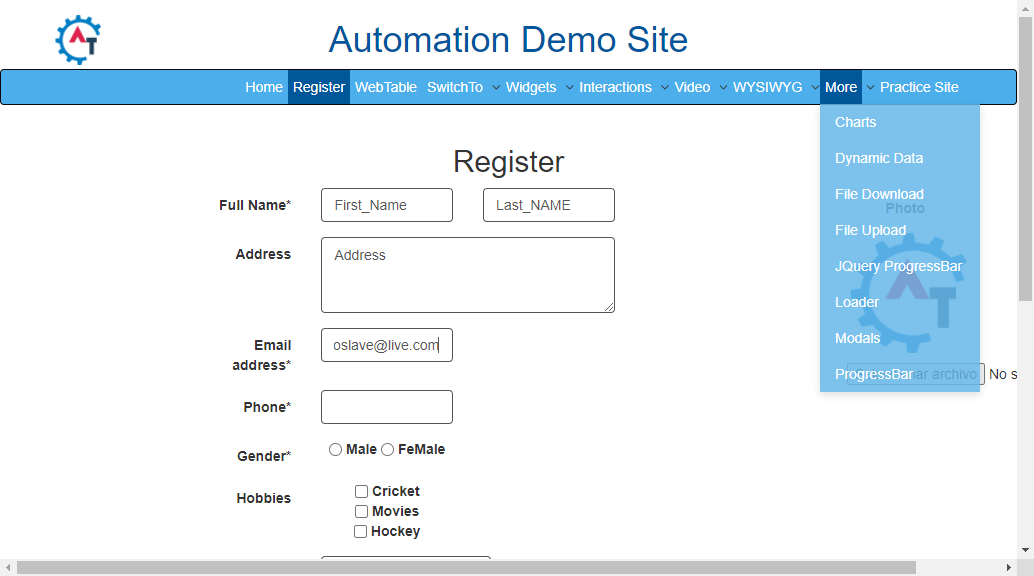 AT
Automation Demo Site
Home Register WebTable SwitchTo Widgets Interactions Video WYSIWYG More Practice Site
Charts
Dynamic Data
File Download
Photo
File Upload
JQuery ProgressBar
Loader
Modals
ProgressBar
Register
Full Name* First_Name Last_NAME
Address Address
Email address* oslave@live.com
archivo No s
Phone*
Gender* Male FeMale
Hobbies Cricket
Movies
Hockey
AT